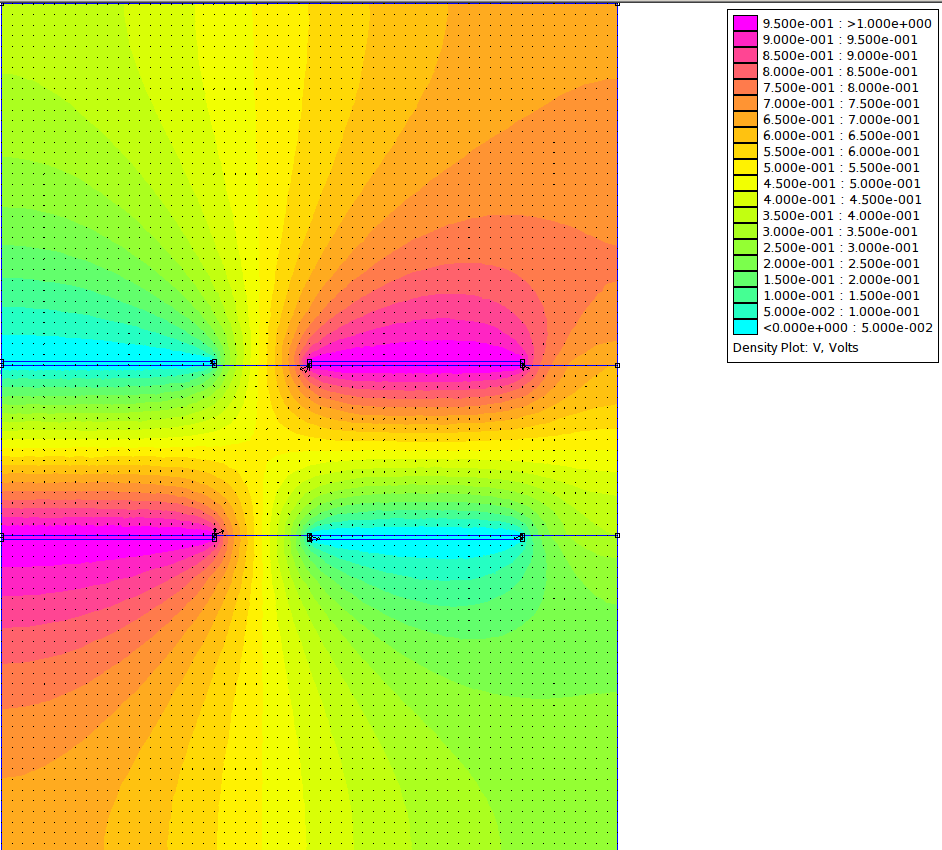 9.500e-001 : >1.000e+000
9.000e-001 : 9.500e-001
8.500e-001 : 9.000e-001
8.000e-001 : 8.500e-001
7.500e-001 : 8.000e-001
7.000e-001 : 7.500e-001
6.500e-001 : 7.000e-001
6.000e-001 : 6.500e-001
5.500e-001 : 6.000e-001
5.000e-001 : 5.500e-001
4.500e-001 : 5.000e-001
4.000e-001 : 4.500e-001
3.500e-001 : 4.000e-001
3.000e-001 : 3.500e-001
2.500e-001 : 3.000e-001
2.000e-001 : 2.500e-001
1.500e-001 : 2.000e-001
1.000e-001 : 1.500e-001
5.000e-002 : 1.000e-001
<0.000e+000 : 5.000e-002
Density Plot: V, Volts